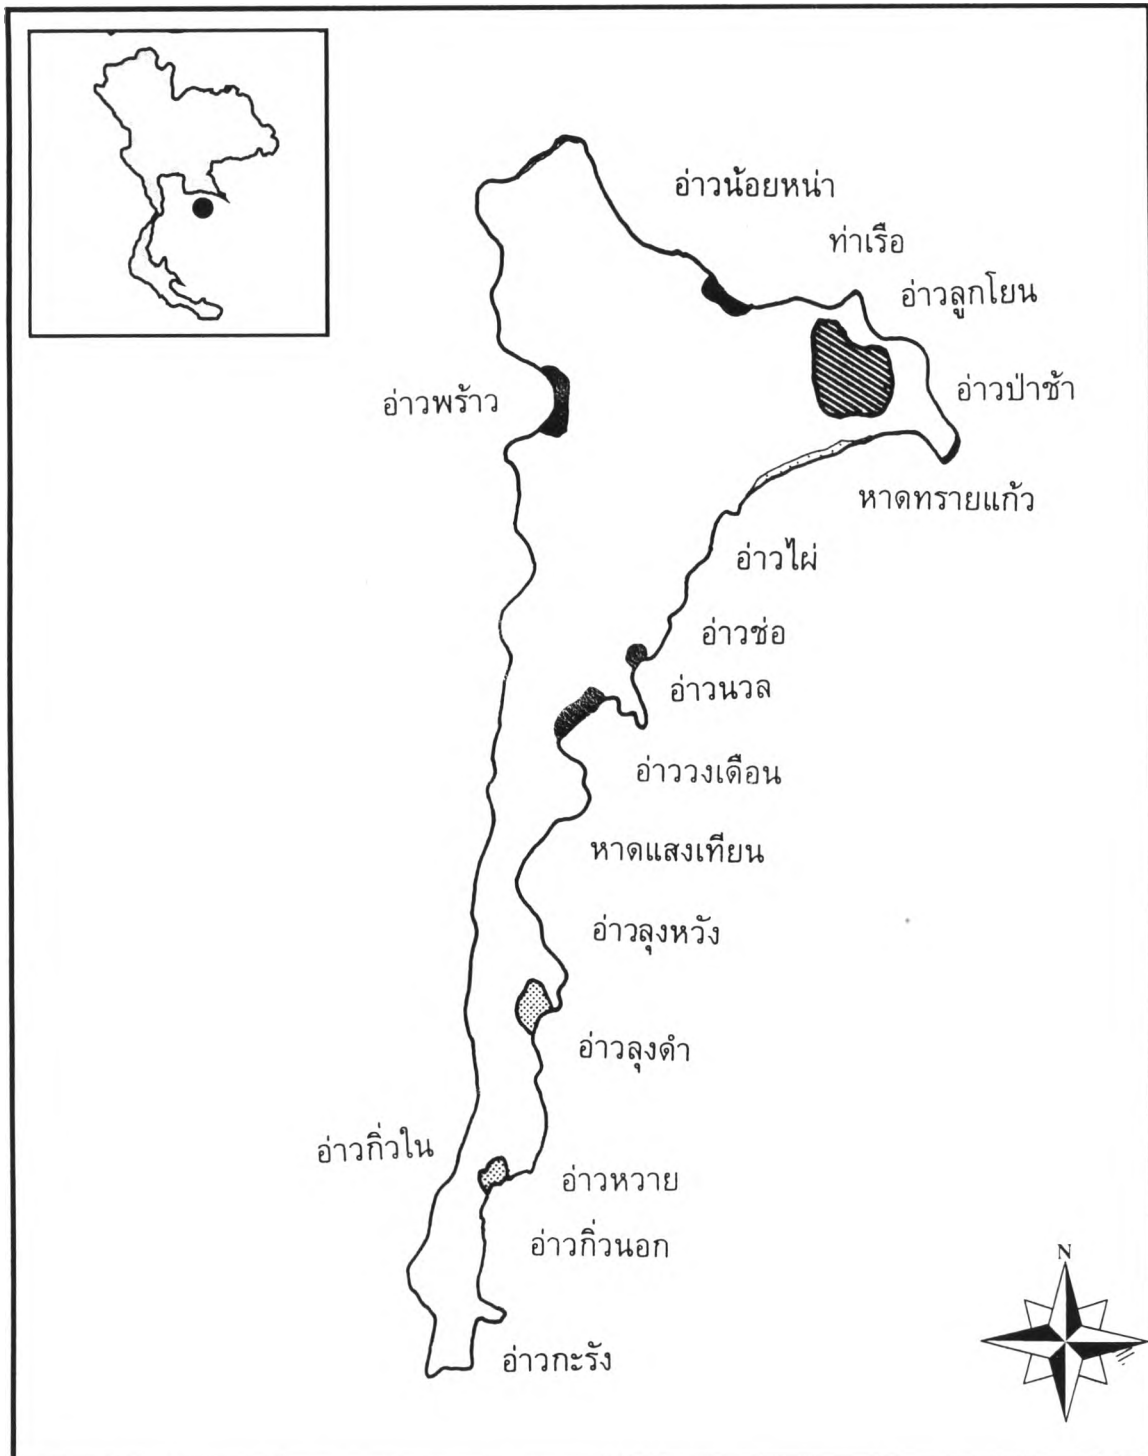 อ่าวน้อยหน่า
ท่าเรือ
อ่าวลูกโยน
อ่าวป่าช้า
อ่าวพร้าว
หาดทรายแก้ว
อ่าวไผ่
อ่าวช่อ
อ่าวนวล
อ่าววงเดือน
หาดแสงเทียน
อ่าวลุงหวัง
อ่าวลุงดำ
อ่าวกิ่วใน
อ่าวหวาย
อ่าวกิ่วนอก
N
อ่าวกะรัง